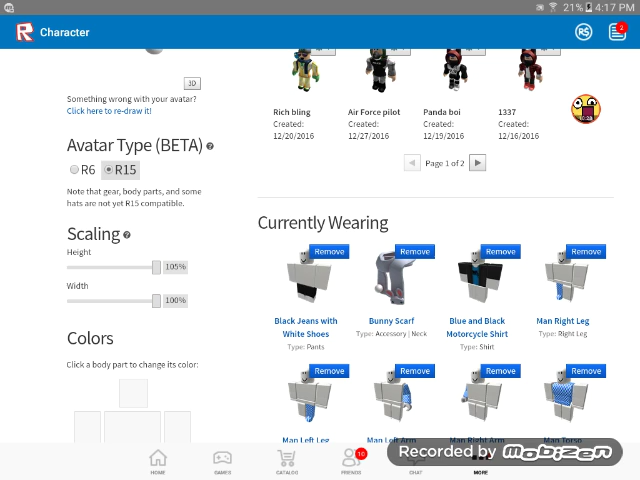 21% 4:17 PM
Character
R$
2
3D
Something wrong with your avatar?
Click here to re-draw it!
Rich bling
Created:
12/20/2016
Air Force pilot
Created:
12/27/2016
Panda boi
Created:
12/19/2016
1337
Created:
12/16/2016
10:28
Avatar Type (BETA) ?
R6 R15
Note that gear, body parts, and some
hats are not yet R15 compatible.
Page 1 of 2
Scaling ?
Height
105%
Width
100%
Colors
Click a body part to change its color:
Currently Wearing
Remove
Black Jeans with
White Shoes
Type: Pants
Remove
Bunny Scarf
Type: Accessory | Neck
Remove
Blue and Black
Motorcycle Shirt
Type: Shirt
Remove
Man Right Leg
Type: Right Leg
Remove
Man Left Leg
Remove
Man Left Arm
Remove
Man Right Arm
Remove
Man Torso
HOME
GAMES
CATALOG
10
FRIENDS
CHAT
MORE
Recorded by mobizen